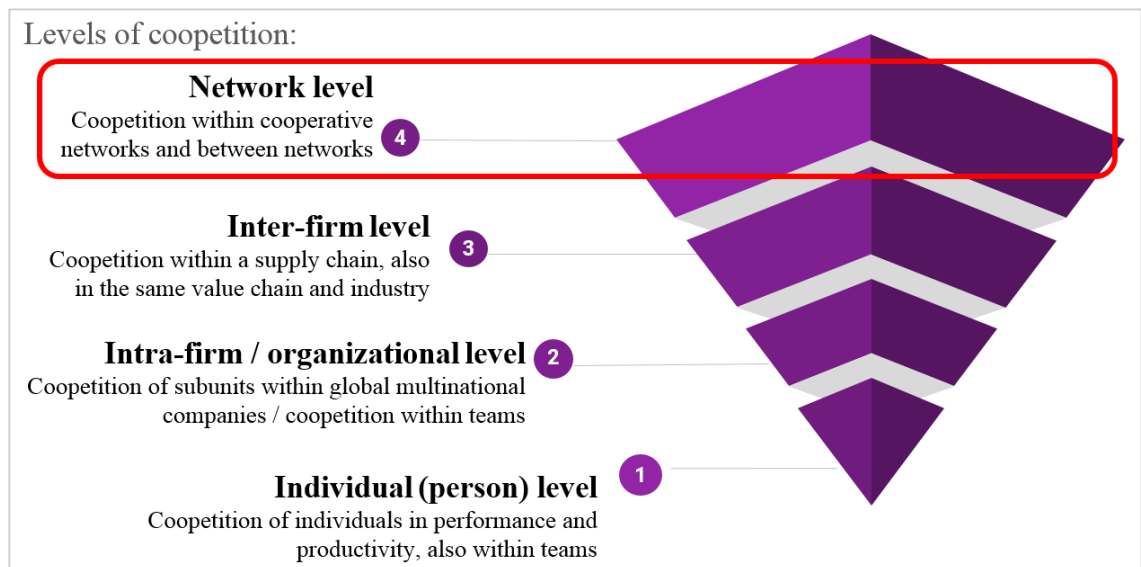 Levels of coopetition:
Network level
Coopetition within cooperative
networks and between networks
4
Inter-firm level
Coopetition within a supply chain, also
in the same value chain and industry
3
Intra-firm / organizational level
Coopetition of subunits within global multinational
companies / coopetition within teams
2
Individual (person) level
Coopetition of individuals in performance and
productivity, also within teams
1